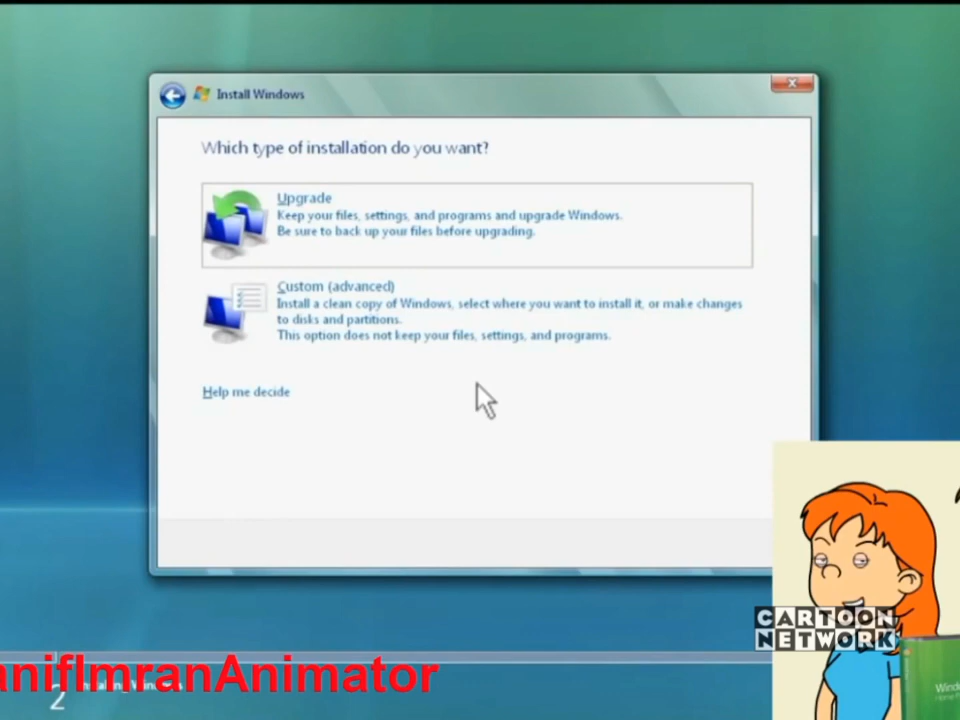 Install Windows
Which type of installation do you want?
Upgrade
Keep your files, settings, and programs and upgrade Windows.
Be sure to back up your files before upgrading.
Custom (advanced)
Install a clean copy of Windows, select where you want to install it, or make changes
to disks and partitions.
This option does not keep your files, settings, and programs.
Help me decide
CARTOON
NETWORK
anifImranAnimator
2